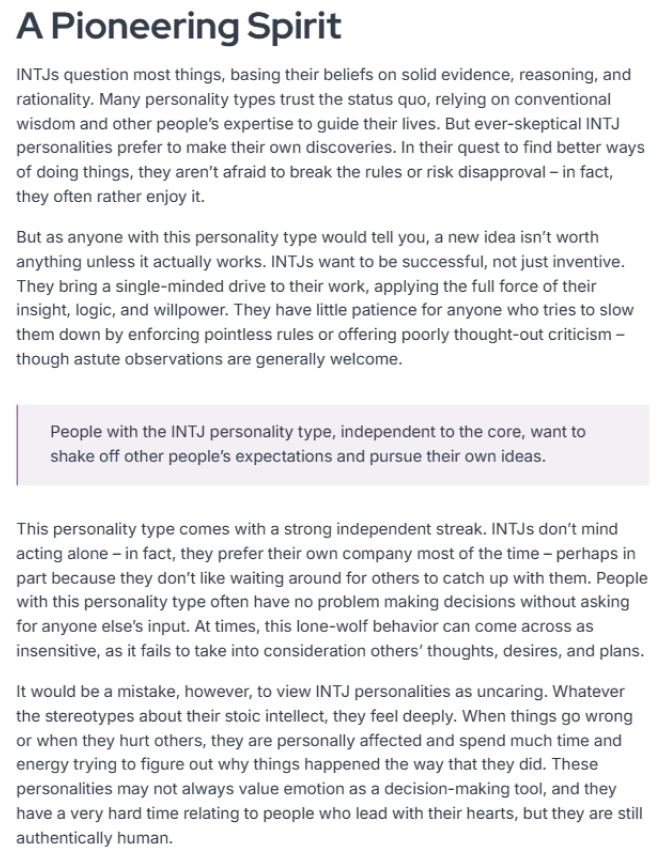 A Pioneering Spirit
INTJs question most things, basing their beliefs on solid evidence, reasoning, and
rationality. Many personality types trust the status quo, relying on conventional
wisdom and other people’s expertise to guide their lives. But ever-skeptical INTJ
personalities prefer to make their own discoveries. In their quest to find better ways
of doing things, they aren’t afraid to break the rules or risk disapproval – in fact,
they often rather enjoy it.
But as anyone with this personality type would tell you, a new idea isn’t worth
anything unless it actually works. INTJs want to be successful, not just inventive.
They bring a single-minded drive to their work, applying the full force of their
insight, logic, and willpower. They have little patience for anyone who tries to slow
them down by enforcing pointless rules or offering poorly thought-out criticism –
though astute observations are generally welcome.
People with the INTJ personality type, independent to the core, want to
shake off other people’s expectations and pursue their own ideas.
This personality type comes with a strong independent streak. INTJs don’t mind
acting alone – in fact, they prefer their own company most of the time – perhaps in
part because they don’t like waiting around for others to catch up with them. People
with this personality type often have no problem making decisions without asking
for anyone else’s input. At times, this lone-wolf behavior can come across as
insensitive, as it fails to take into consideration others’ thoughts, desires, and plans.
It would be a mistake, however, to view INTJ personalities as uncaring. Whatever
the stereotypes about their stoic intellect, they feel deeply. When things go wrong
or when they hurt others, they are personally affected and spend much time and
energy trying to figure out why things happened the way that they did. These
personalities may not always value emotion as a decision-making tool, and they
have a very hard time relating to people who lead with their hearts, but they are still
authentically human.